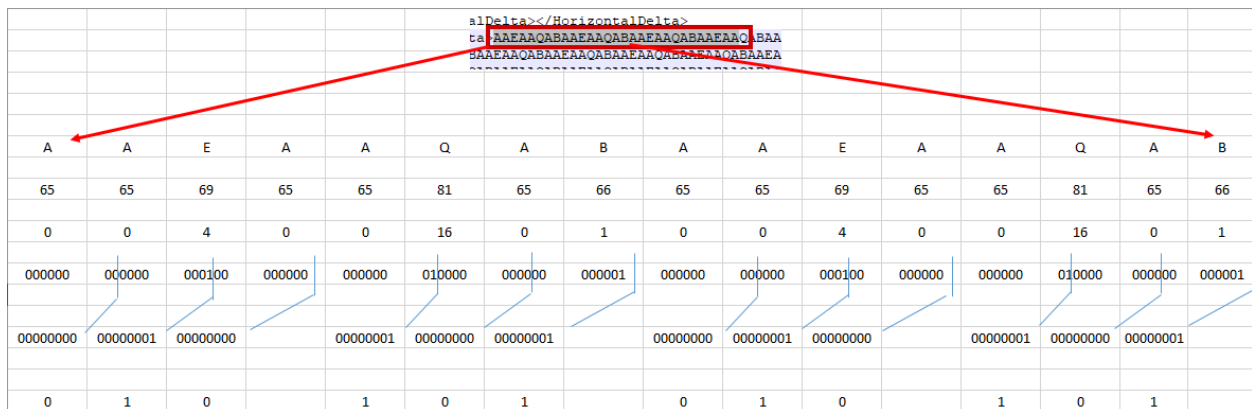 alDelta></HorizontalDelta>
ta>AAEAAQABAAEAAQABAAEAAQABAAEAAQABAA
BAAEAAQABAAEAAQABAAEAAQABAAEAAQABAAEA
A A E A A Q A B A A E A A Q A B
65 65 69 65 65 81 65 66 65 65 69 65 65 81 65 66
0 0 4 0 0 16 0 1 0 0 4 0 0 16 0 1
000000 000000 000100 000000 000000 010000 000000 000001 000000 000000 000100 000000 000000 010000 000000 000001
00000000 00000001 00000000 00000001 00000000 00000001 00000000 00000001 00000000 00000001 00000000 00000001
0 1 0 1 0 1 0 1 0 1 0 1